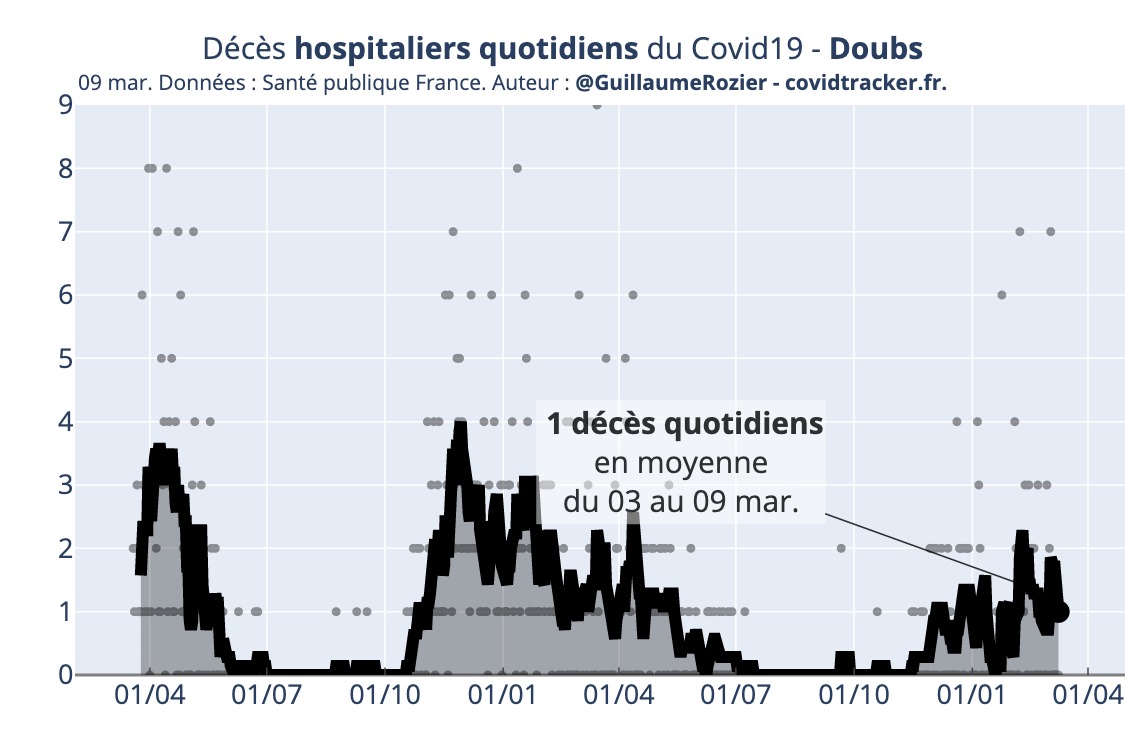 Décès hospitaliers quotidiens du Covid19 - Doubs
09 mar. Données : Santé publique France. Auteur : @GuillaumeRozier - covidtracker.fr.
9
8
7
6
5
4
3
2
1
0
1 décès quotidiens
en moyenne
du 03 au 09 mar.
01/04 01/07 01/10 01/01 01/04 01/07 01/10 01/01 01/04